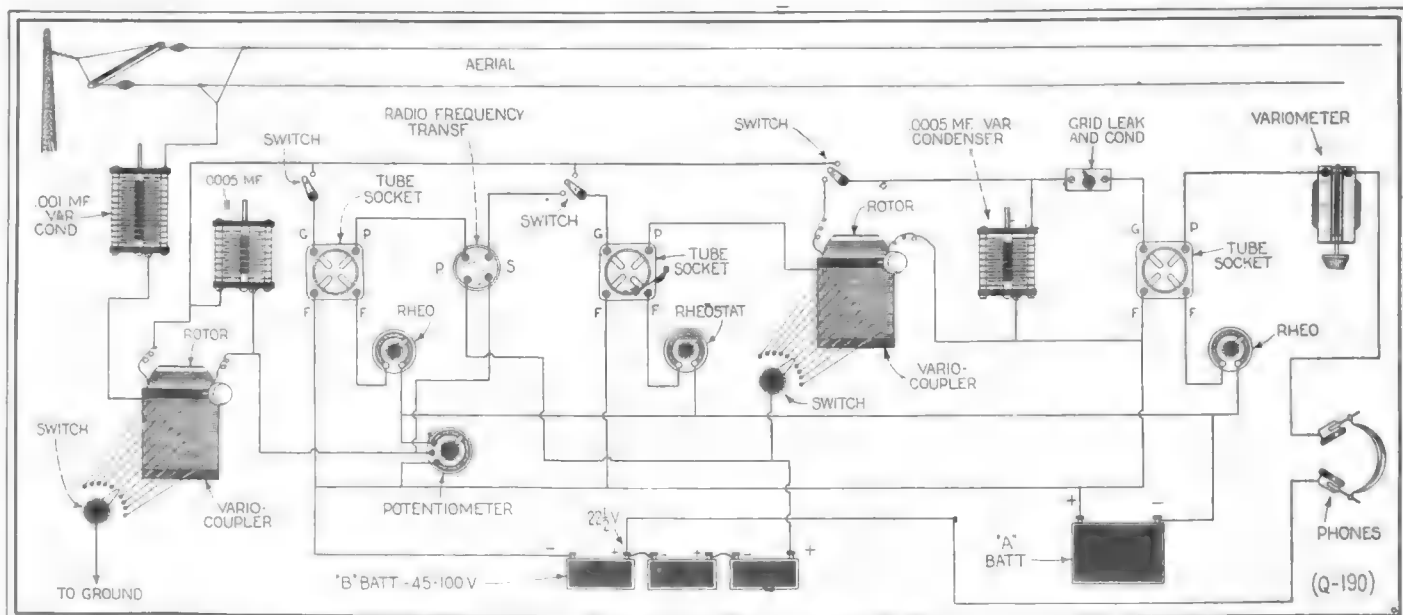 AERIAL
RADIO FREQUENCY
TRANSF
SWITCH
SWITCH
.0005 MF. VAR
CONDENSER
GRID LEAK
AND COND
VARIOMETER
.001 MF.
VAR
COND
.0005 MF
TUBE
SOCKET
SWITCH
ROTOR
G
P
P
S
G
P
TUBE
SOCKET
G
P
TUBE
SOCKET
F
F
F
F
F
F
RHEO
RHEOSTAT
RHEO
ROTOR
VARIO-
COUPLER
SWITCH
SWITCH
POTENTIOMETER
VARIO-
COUPLER
22½V
- + - + - +
"B" BATT - 45-100 V
+ -
"A"
BATT
PHONES
TO GROUND
(Q-190)